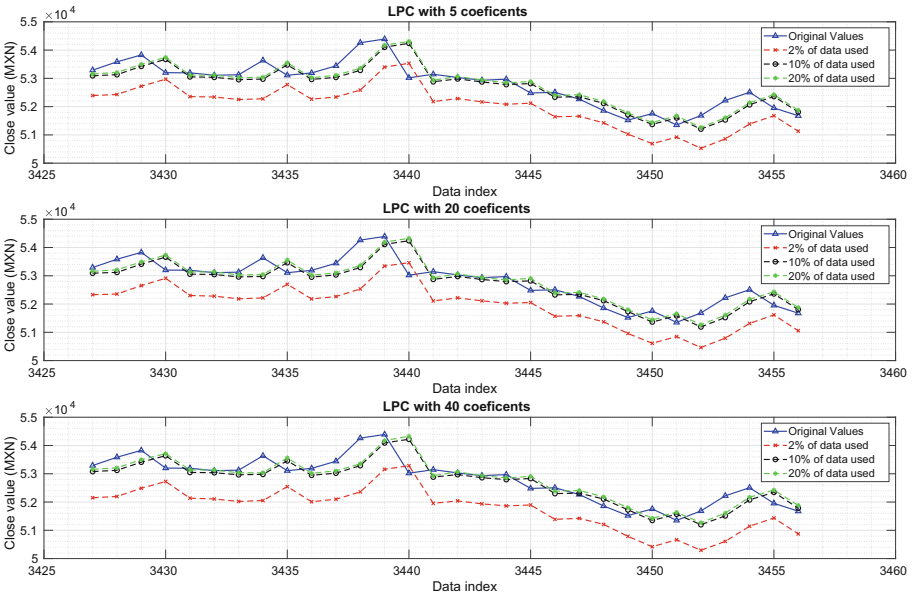 LPC with 5 coeficents
×10⁴
5.5
5.4
5.3
5.2
5.1
5
Close value (MXN)
Original Values
2% of data used
10% of data used
20% of data used
3425 3430 3435 3440 3445 3450 3455 3460
Data index
LPC with 20 coeficents
×10⁴
5.5
5.4
5.3
5.2
5.1
5
Close value (MXN)
Original Values
2% of data used
10% of data used
20% of data used
3425 3430 3435 3440 3445 3450 3455 3460
Data index
LPC with 40 coeficents
×10⁴
5.5
5.4
5.3
5.2
5.1
5
Close value (MXN)
Original Values
2% of data used
10% of data used
20% of data used
3425 3430 3435 3440 3445 3450 3455 3460
Data index